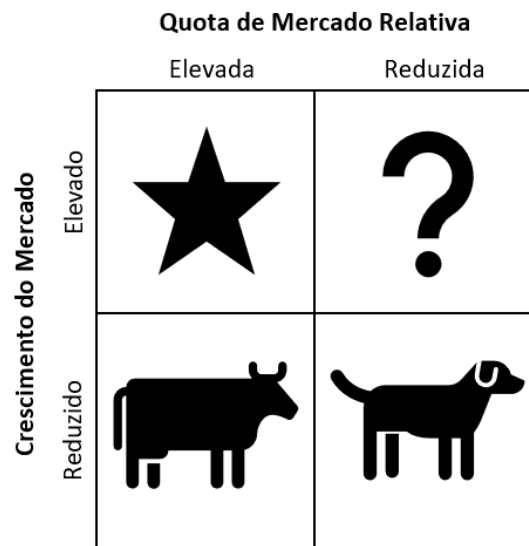 Quota de Mercado Relativa
Elevada Reduzida
Crescimento do Mercado
Elevado
?
Reduzido